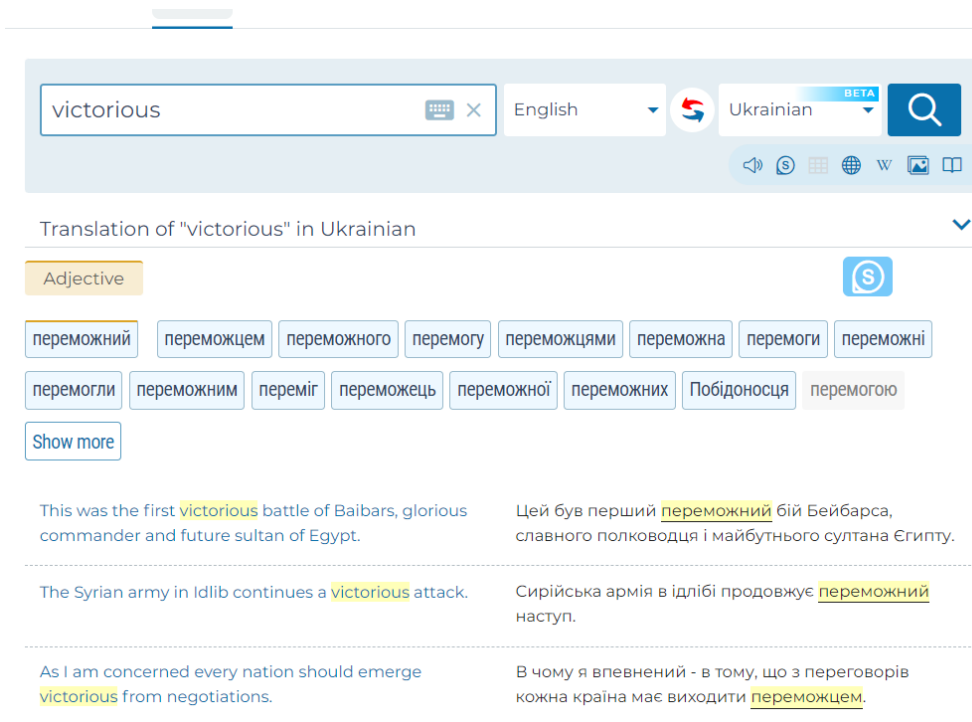 victorious
English
Ukrainian
BETA
W
Translation of "victorious" in Ukrainian
Adjective
S
переможний переможцем переможного перемогу переможцями переможна перемоги переможні
перемогли переможним переміг переможець переможної переможних Побідоносця перемогою
Show more
This was the first victorious battle of Baibars, glorious
commander and future sultan of Egypt.
Цей був перший переможний бій Бейбарса,
славного полководця і майбутнього султана Єгипту.
The Syrian army in Idlib continues a victorious attack.
Сирійська армія в ідлібі продовжує переможний
наступ.
As I am concerned every nation should emerge
victorious from negotiations.
В чому я впевнений - в тому, що з переговорів
кожна країна має виходити переможцем.